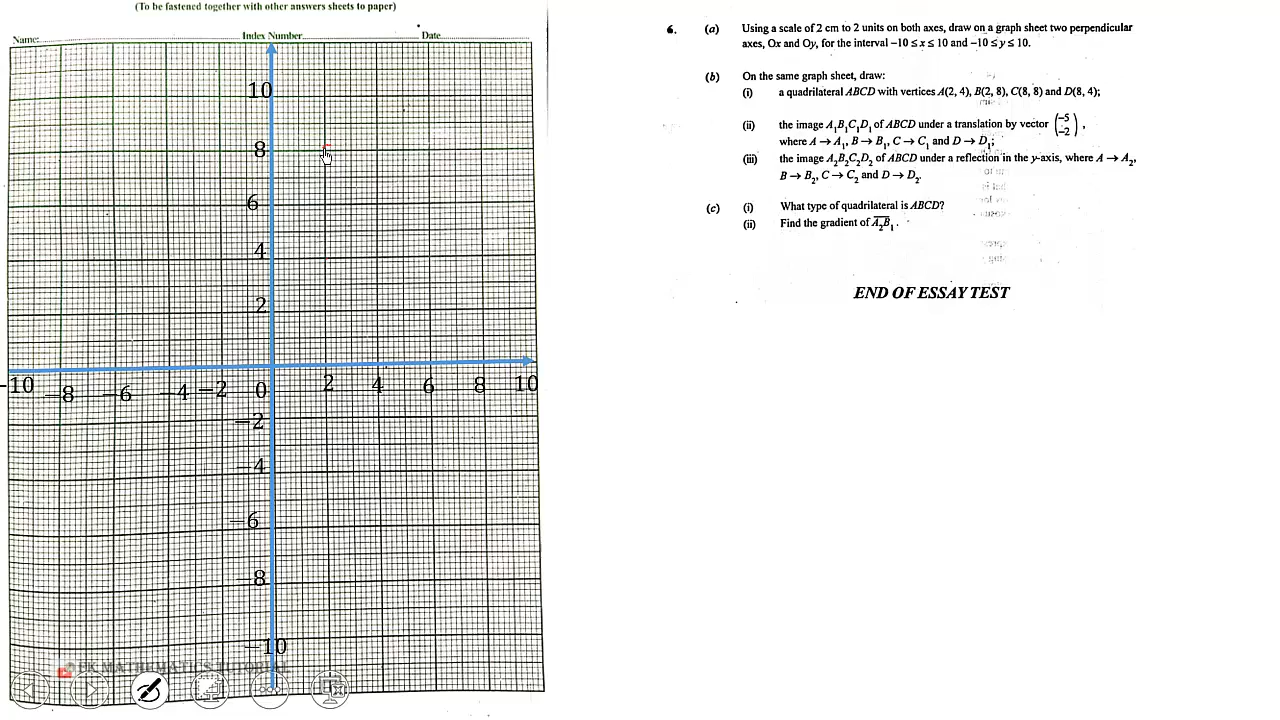 (To be fastened together with other answers sheets to paper)
Name: Index Number Date
10
8
6
4
2
-10 -8 -6 -4 -2 0 2 4 6 8 10
-2
-4
-6
-8
-10
EK MATHEMATICS TUTORIAL
6. (a) Using a scale of 2 cm to 2 units on both axes, draw on a graph sheet two perpendicular
axes, Ox and Oy, for the interval −10 ≤ x ≤ 10 and −10 ≤ y ≤ 10.
(b) On the same graph sheet, draw:
(i) a quadrilateral ABCD with vertices A(2, 4), B(2, 8), C(8, 8) and D(8, 4);
(ii) the image A₁B₁C₁D₁ of ABCD under a translation by vector (−5 −2),
where A → A₁, B → B₁, C → C₁ and D → D₁;
(iii) the image A₂B₂C₂D₂ of ABCD under a reflection in the y-axis, where A → A₂,
B → B₂, C → C₂ and D → D₂.
(c) (i) What type of quadrilateral is ABCD?
(ii) Find the gradient of A₂B₁.
END OF ESSAY TEST